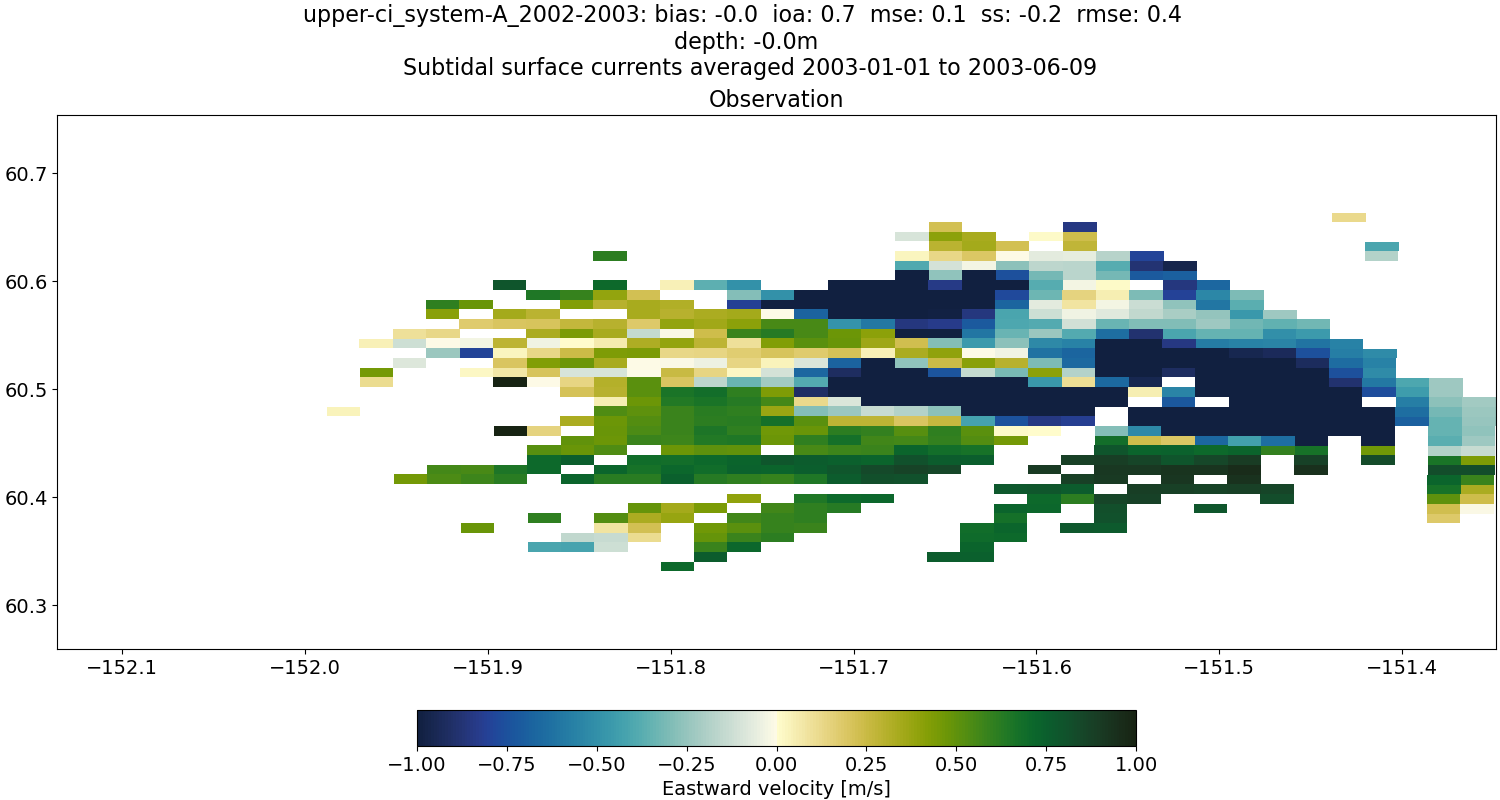 upper-ci_system-A_2002-2003: bias: -0.0 ioa: 0.7 mse: 0.1 ss: -0.2 rmse: 0.4
depth: -0.0m
Subtidal surface currents averaged 2003-01-01 to 2003-06-09
Observation
60.7
60.6
60.5
60.4
60.3
−152.1 −152.0 −151.9 −151.8 −151.7 −151.6 −151.5 −151.4
−1.00 −0.75 −0.50 −0.25 0.00 0.25 0.50 0.75 1.00
Eastward velocity [m/s]